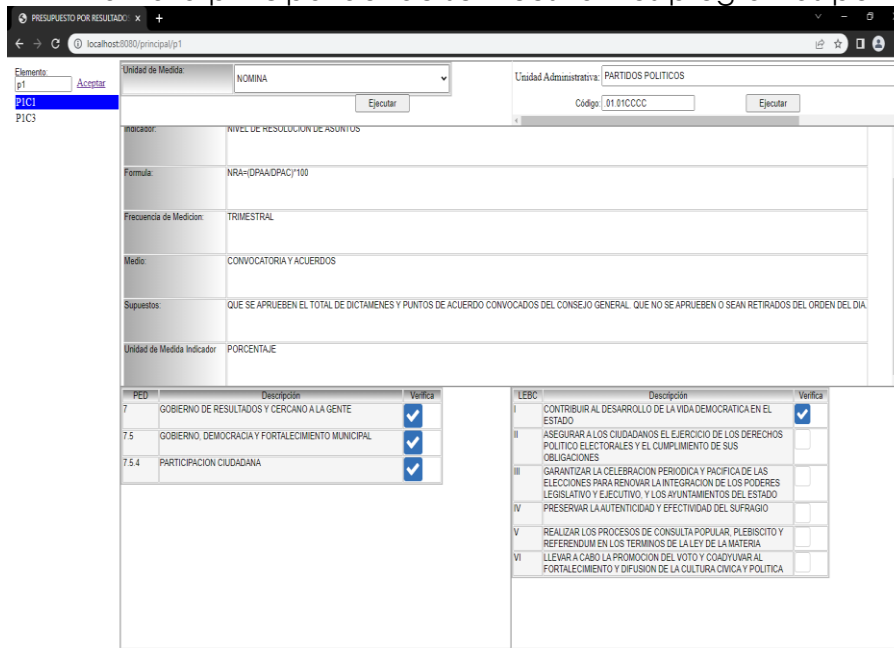 PRESUPUESTO POR RESULTADO
localhost:8080/principal/p1
Elemento:
p1 Aceptar
P1C1
P1C3
Unidad de Medida: NOMINA
Ejecutar
Unidad Administrativa: PARTIDOS POLITICOS
Código: .01.01CCCC Ejecutar
Indicador: NIVEL DE RESOLUCION DE ASUNTOS
Formula: NRA=(DPAA/DPAC)*100
Frecuencia de Medicion: TRIMESTRAL
Medio: CONVOCATORIA Y ACUERDOS
Supuestos: QUE SE APRUEBEN EL TOTAL DE DICTAMENES Y PUNTOS DE ACUERDO CONVOCADOS DEL CONSEJO GENERAL. QUE NO SE APRUEBEN O SEAN RETIRADOS DEL ORDEN DEL DIA.
Unidad de Medida Indicador PORCENTAJE
PED Descripción Verifica
7 GOBIERNO DE RESULTADOS Y CERCANO A LA GENTE
7.5 GOBIERNO, DEMOCRACIA Y FORTALECIMIENTO MUNICIPAL
7.5.4 PARTICIPACION CIUDADANA
LEBC Descripción Verifica
I CONTRIBUIR AL DESARROLLO DE LA VIDA DEMOCRATICA EN EL
ESTADO
II ASEGURAR A LOS CIUDADANOS EL EJERCICIO DE LOS DERECHOS
POLITICO ELECTORALES Y EL CUMPLIMIENTO DE SUS
OBLIGACIONES
III GARANTIZAR LA CELEBRACION PERIODICA Y PACIFICA DE LAS
ELECCIONES PARA RENOVAR LA INTEGRACION DE LOS PODERES
LEGISLATIVO Y EJECUTIVO, Y LOS AYUNTAMIENTOS DEL ESTADO
IV PRESERVAR LA AUTENTICIDAD Y EFECTIVIDAD DEL SUFRAGIO
V REALIZAR LOS PROCESOS DE CONSULTA POPULAR, PLEBISCITO Y
REFERENDUM EN LOS TERMINOS DE LA LEY DE LA MATERIA
VI LLEVAR A CABO LA PROMOCION DEL VOTO Y COADYUVAR AL
FORTALECIMIENTO Y DIFUSION DE LA CULTURA CIVICA Y POLITICA